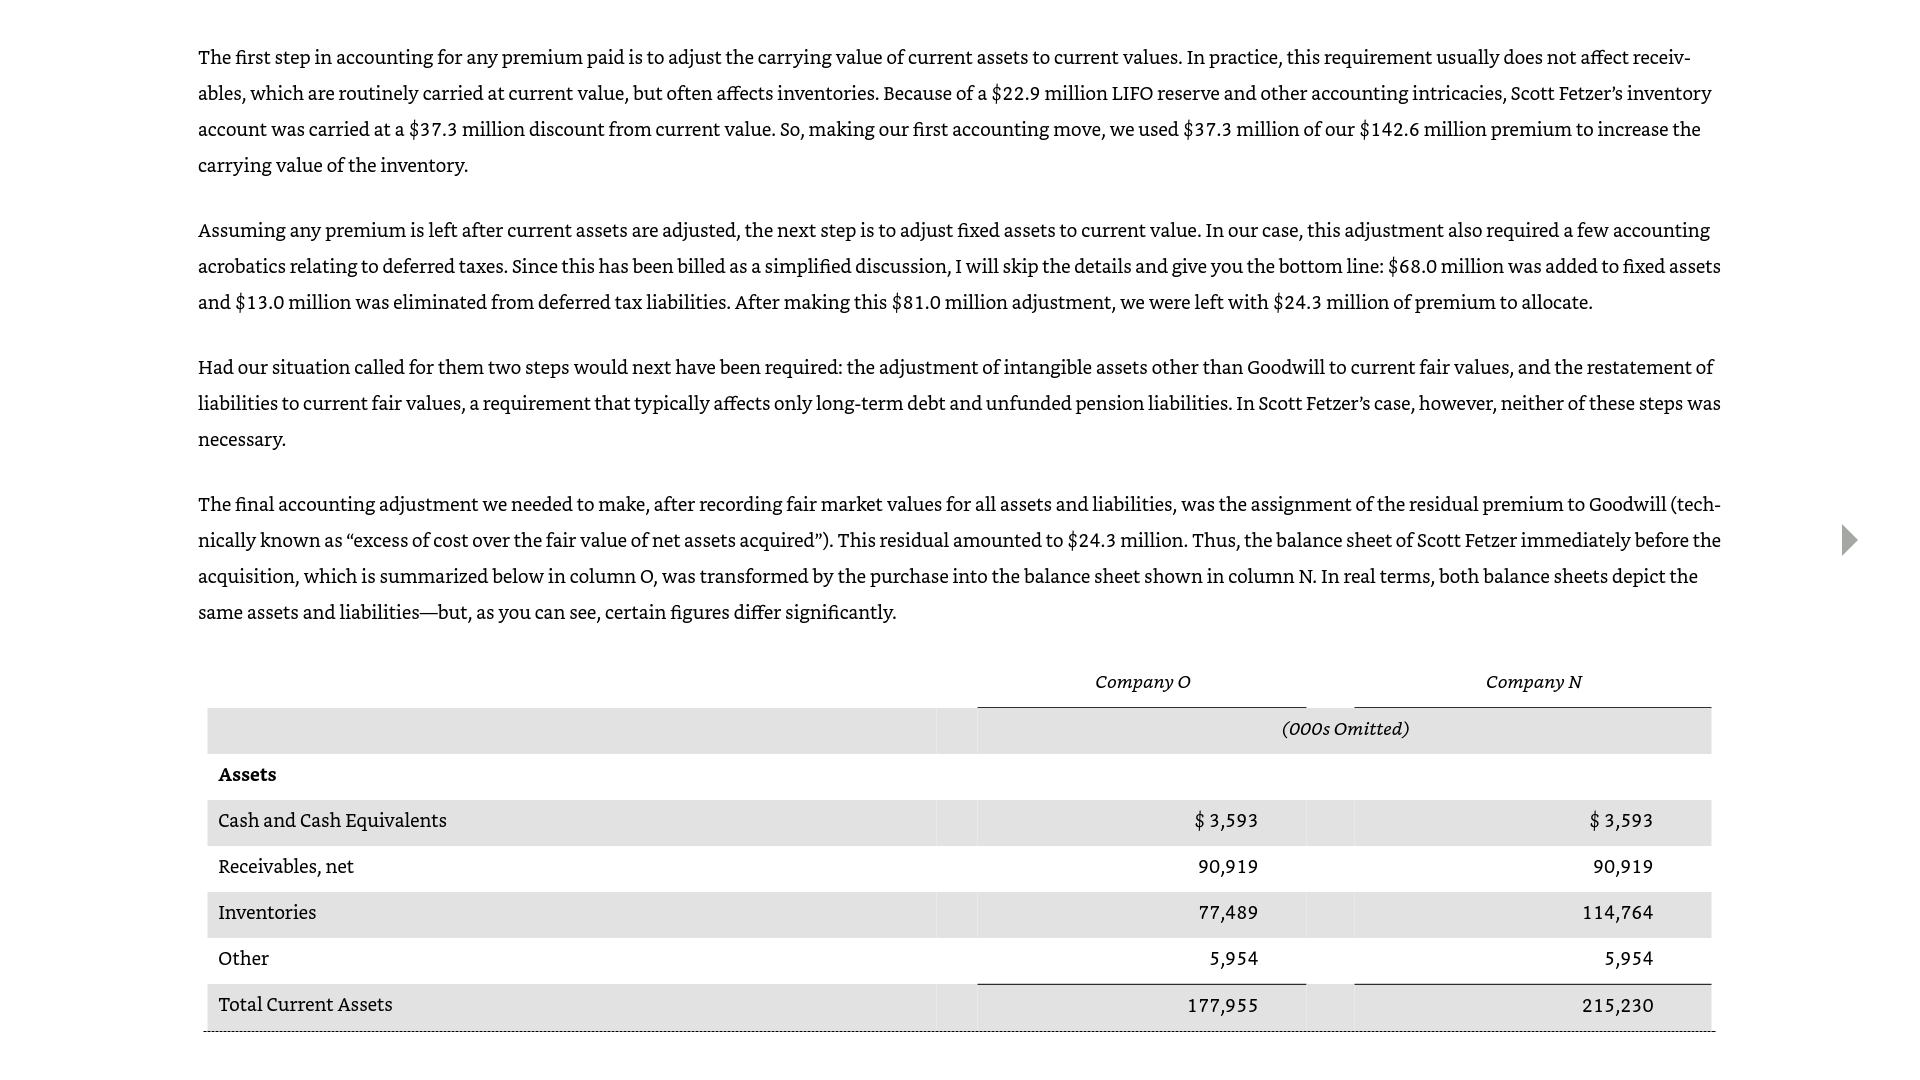 The first step in accounting for any premium paid is to adjust the carrying value of current assets to current values. In practice, this requirement usually does not affect receiv-
ables, which are routinely carried at current value, but often affects inventories. Because of a $22.9 million LIFO reserve and other accounting intricacies, Scott Fetzer’s inventory
account was carried at a $37.3 million discount from current value. So, making our first accounting move, we used $37.3 million of our $142.6 million premium to increase the
carrying value of the inventory.
Assuming any premium is left after current assets are adjusted, the next step is to adjust fixed assets to current value. In our case, this adjustment also required a few accounting
acrobatics relating to deferred taxes. Since this has been billed as a simplified discussion, I will skip the details and give you the bottom line: $68.0 million was added to fixed assets
and $13.0 million was eliminated from deferred tax liabilities. After making this $81.0 million adjustment, we were left with $24.3 million of premium to allocate.
Had our situation called for them two steps would next have been required: the adjustment of intangible assets other than Goodwill to current fair values, and the restatement of
liabilities to current fair values, a requirement that typically affects only long-term debt and unfunded pension liabilities. In Scott Fetzer’s case, however, neither of these steps was
necessary.
The final accounting adjustment we needed to make, after recording fair market values for all assets and liabilities, was the assignment of the residual premium to Goodwill (tech-
nically known as “excess of cost over the fair value of net assets acquired”). This residual amounted to $24.3 million. Thus, the balance sheet of Scott Fetzer immediately before the
acquisition, which is summarized below in column O, was transformed by the purchase into the balance sheet shown in column N. In real terms, both balance sheets depict the
same assets and liabilities—but, as you can see, certain figures differ significantly.
Company O Company N
(000s Omitted)
Assets
Cash and Cash Equivalents $ 3,593 $ 3,593
Receivables, net 90,919 90,919
Inventories 77,489 114,764
Other 5,954 5,954
Total Current Assets 177,955 215,230